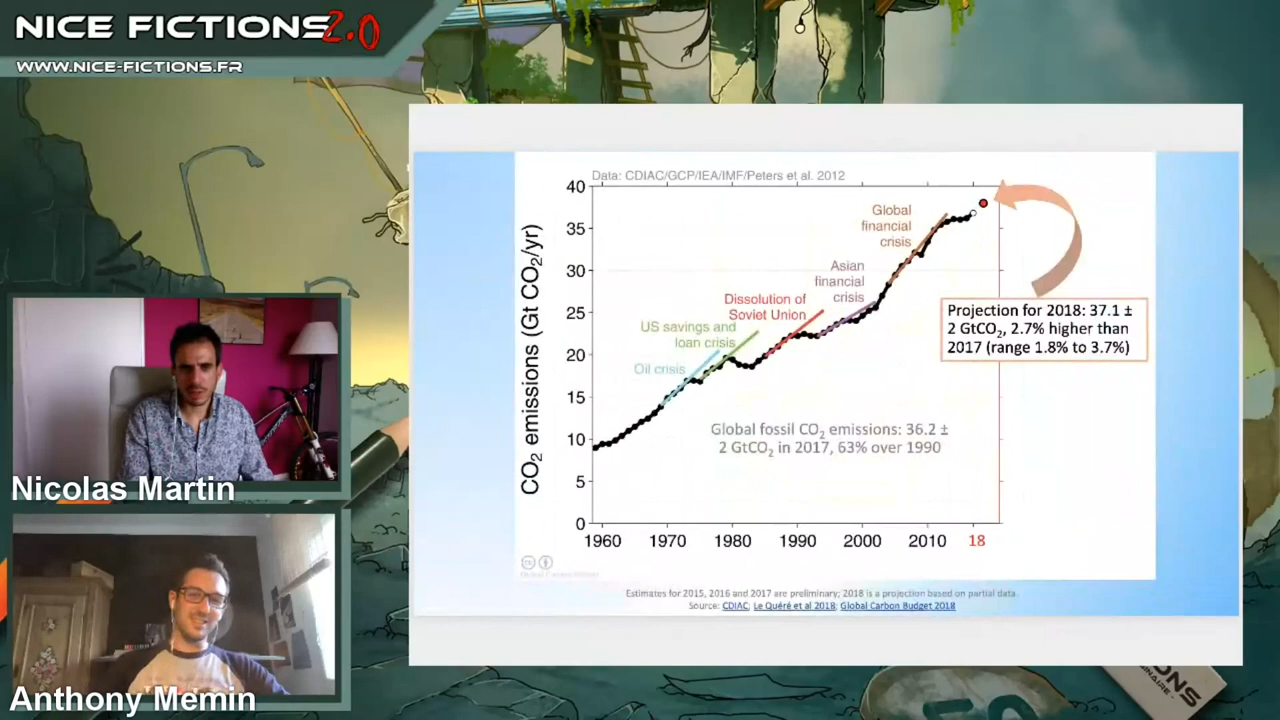 NICE FICTIONS 2.0
WWW.NICE-FICTIONS.FR
Nicolas Martin
Anthony Memin
Data: CDIAC/GCP/IEA/IMF/Peters et al. 2012
CO₂ emissions (Gt CO₂/yr)
40
35
30
25
20
15
10
5
0
1960 1970 1980 1990 2000 2010 18
Global
financial
crisis
Asian
financial
crisis
Dissolution of
Soviet Union
US savings and
loan crisis
Oil crisis
Global fossil CO₂ emissions: 36.2 ±
2 GtCO₂ in 2017, 63% over 1990
Projection for 2018: 37.1 ±
2 GtCO₂, 2.7% higher than
2017 (range 1.8% to 3.7%)
Estimates for 2015, 2016 and 2017 are preliminary; 2018 is a projection based on partial data.
Source: CDIAC; Le Quéré et al 2018; Global Carbon Budget 2018